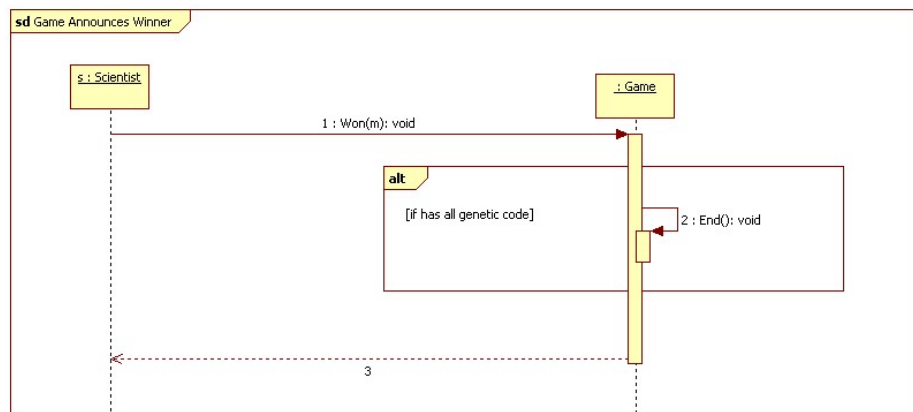 sd Game Announces Winner
s : Scientist
: Game
1 : Won(m): void
alt
[if has all genetic code]
2 : End(): void
3